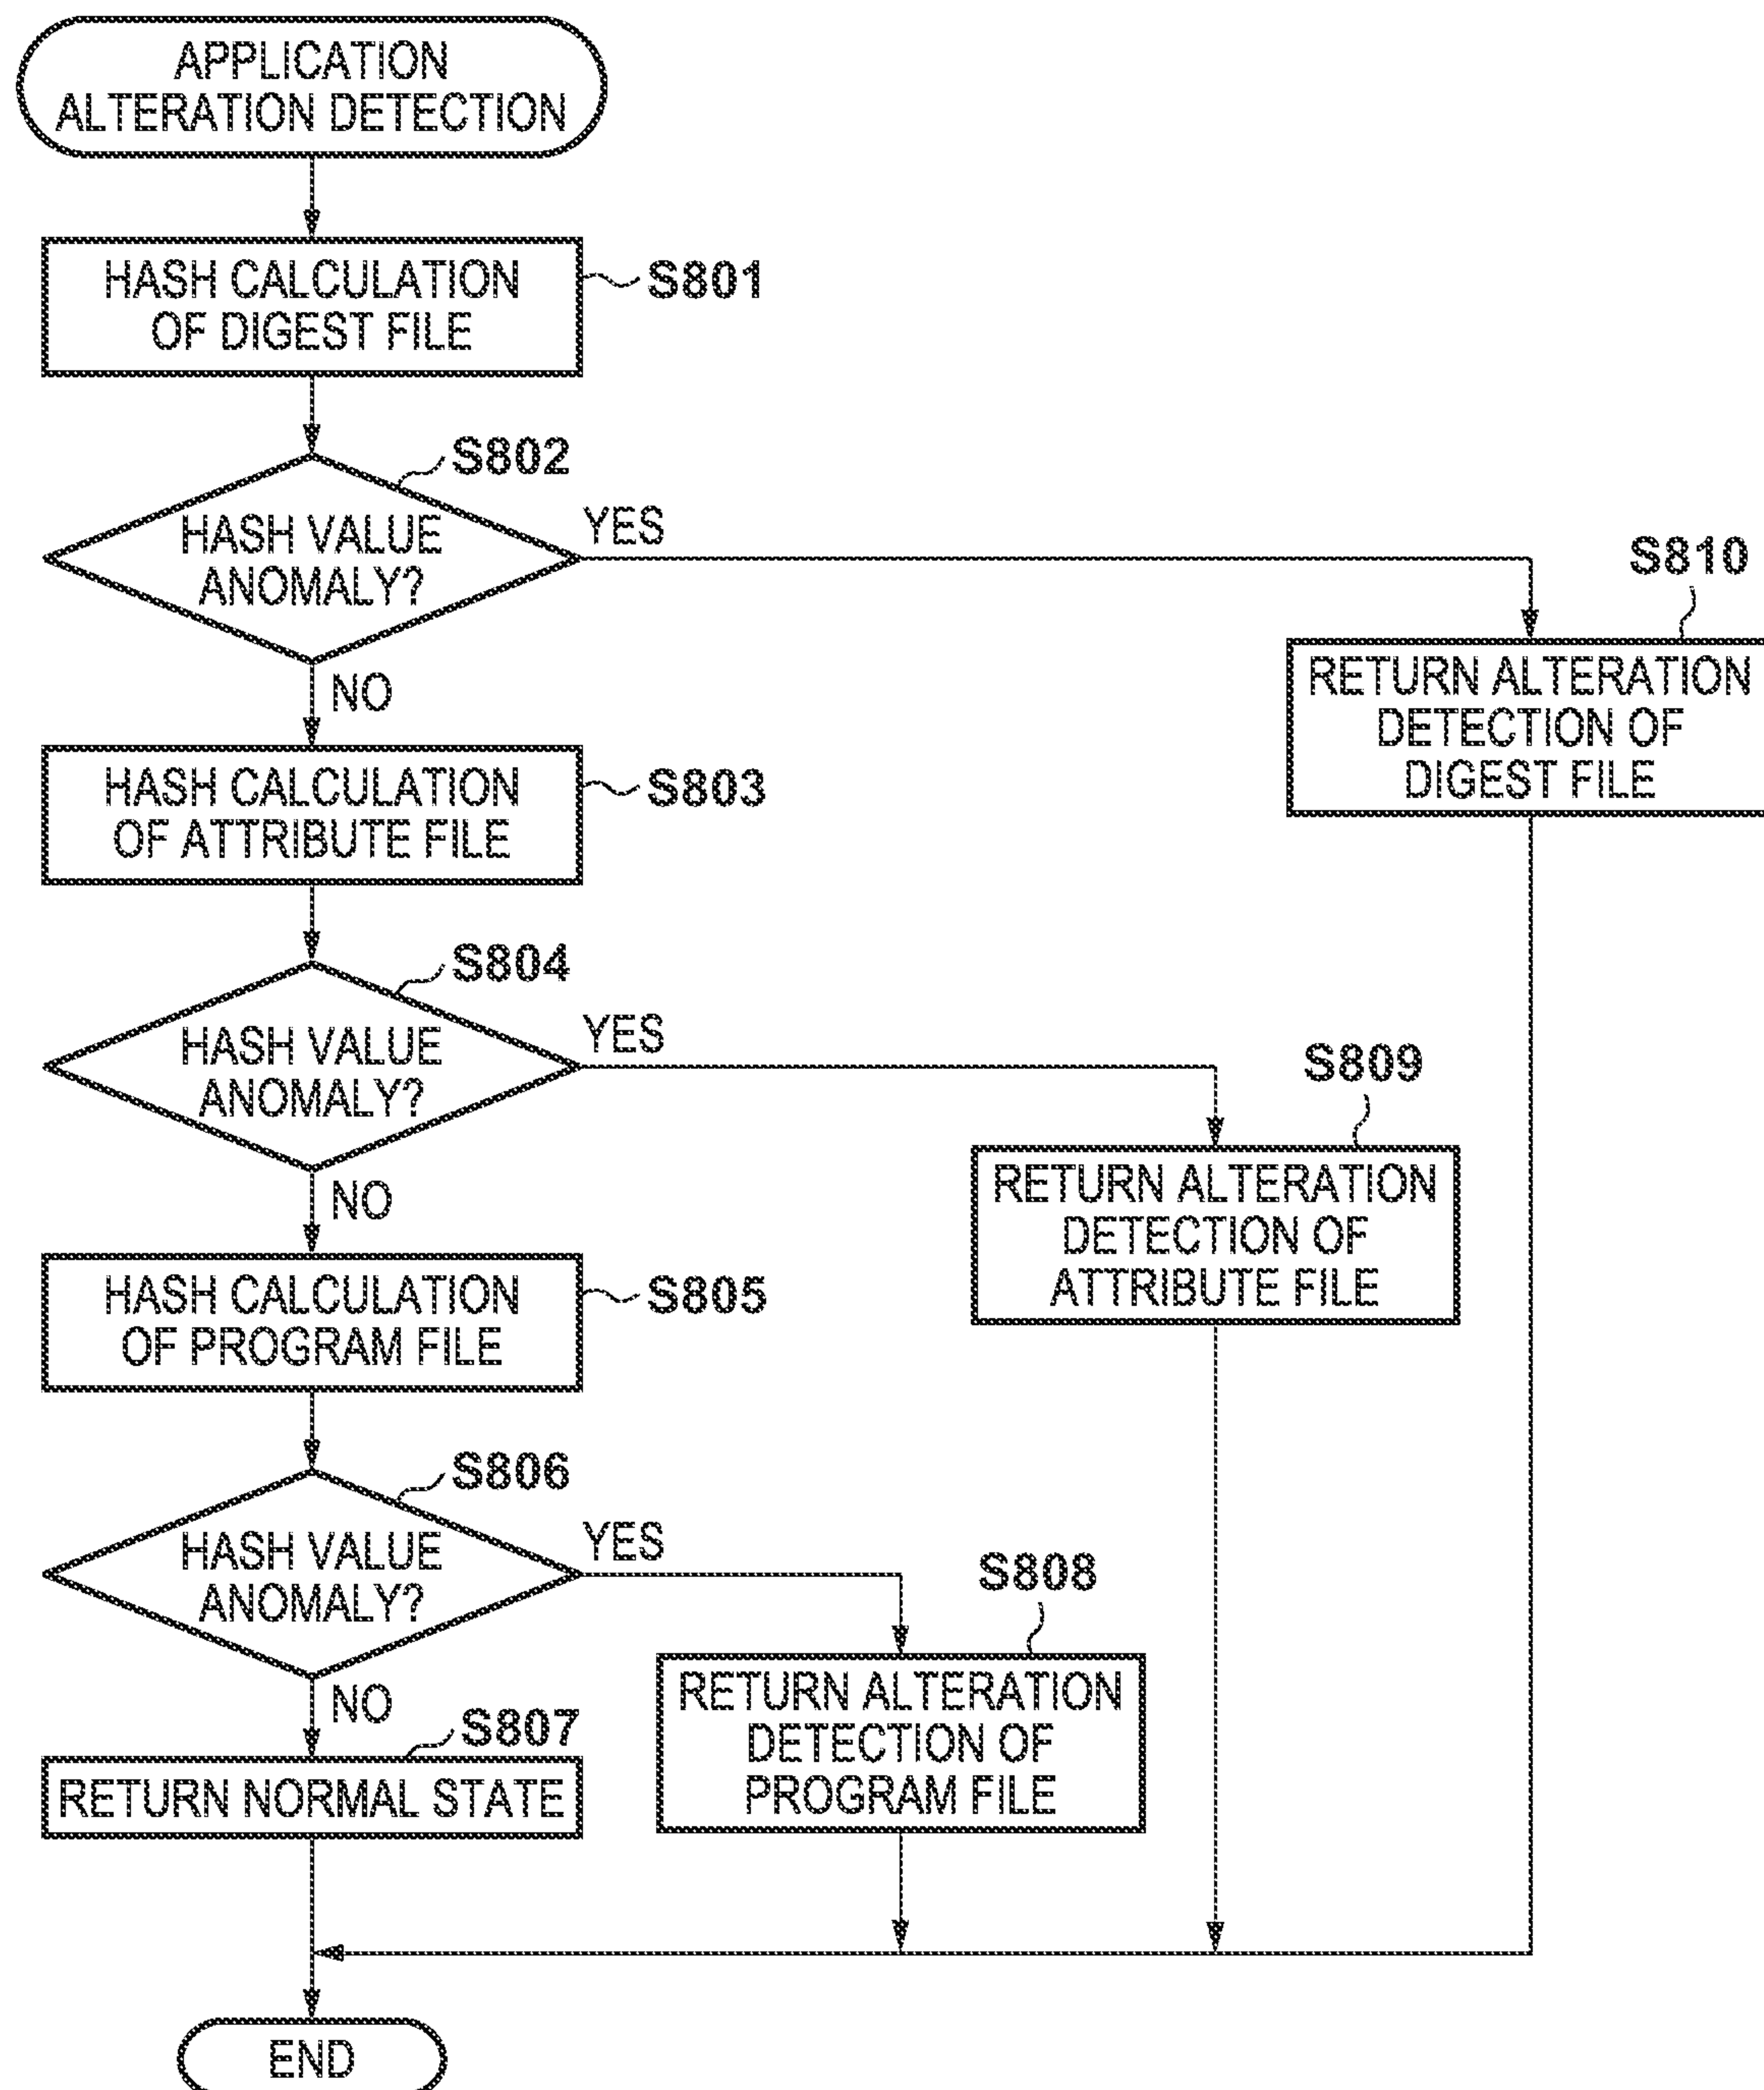 APPLICATION
ALTERATION DETECTION
HASH CALCULATION
OF DIGEST FILE
S801
S802
HASH VALUE
ANOMALY?
YES
NO
S810
RETURN ALTERATION
DETECTION OF
DIGEST FILE
HASH CALCULATION
OF ATTRIBUTE FILE
S803
S804
HASH VALUE
ANOMALY?
YES
NO
S809
RETURN ALTERATION
DETECTION OF
ATTRIBUTE FILE
HASH CALCULATION
OF PROGRAM FILE
S805
S806
HASH VALUE
ANOMALY?
YES
NO
S808
RETURN ALTERATION
DETECTION OF
PROGRAM FILE
S807
RETURN NORMAL STATE
END